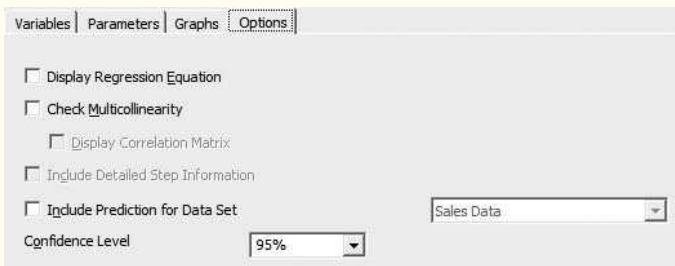 Variables Parameters Graphs Options
Display Regression Equation
Check Multicollinearity
Display Correlation Matrix
Include Detailed Step Information
Include Prediction for Data Set Sales Data
Confidence Level 95%